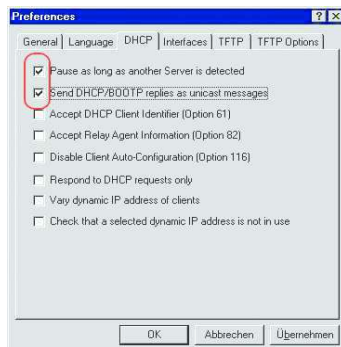 Preferences
General Language DHCP Interfaces TFTP TFTP Options
Pause as long as another Server is detected
Send DHCP/BOOTP replies as unicast messages
Accept DHCP Client Identifier (Option 61)
Accept Relay Agent Information (Option 82)
Disable Client Auto-Configuration (Option 116)
Respond to DHCP requests only
Vary dynamic IP address of clients
Check that a selected dynamic IP address is not in use
OK Abbrechen Übernehmen